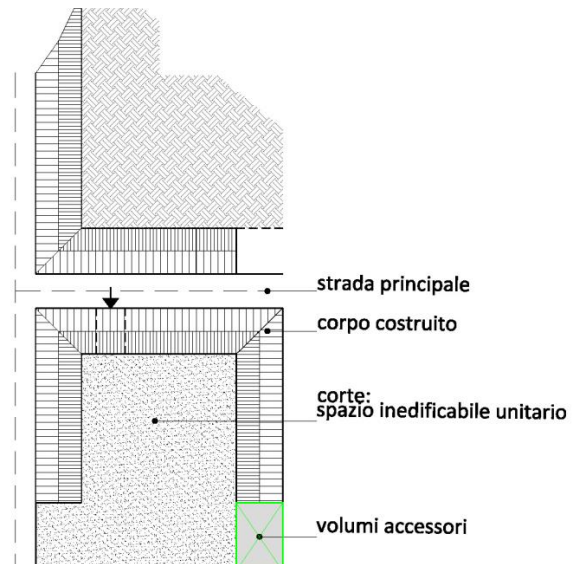 strada principale
corpo costruito
corte:
spazio inedificabile unitario
volumi accessori